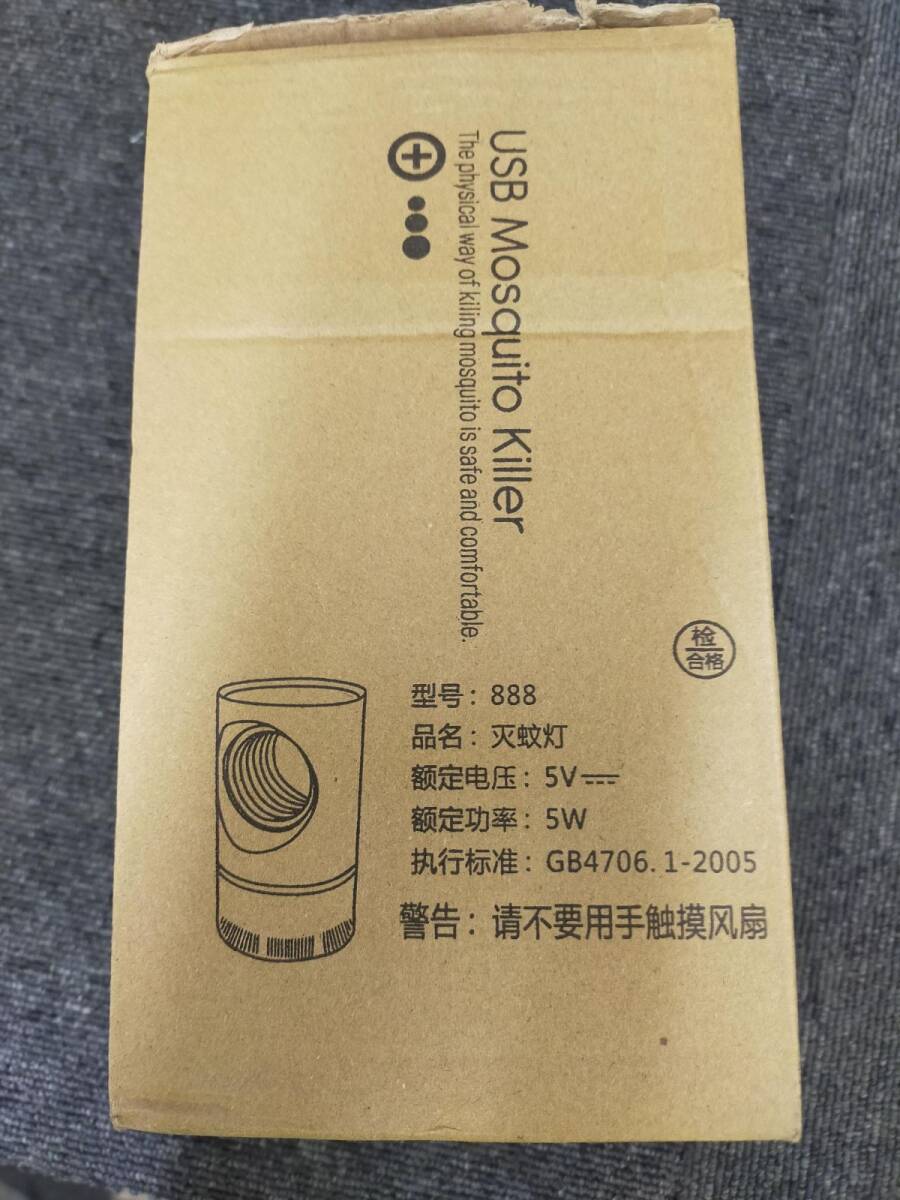 USB Mosquito Killer
The physical way of killing mosquito is safe and comfortable.
检
合格
型号：888
品名：灭蚊灯
额定电压：5V⎓
额定功率：5W
执行标准：GB4706.1-2005
警告：请不要用手触摸风扇